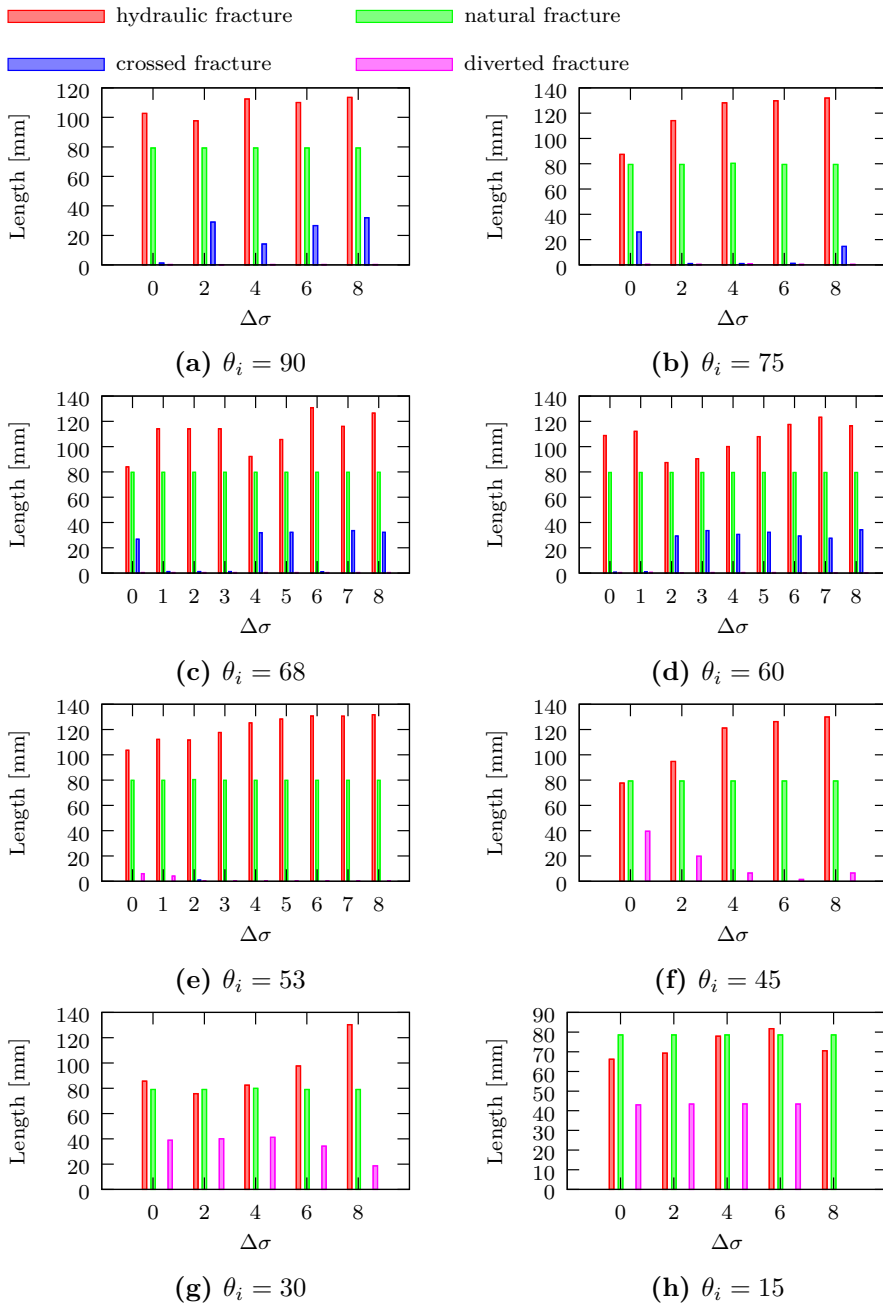 hydraulic fracture natural fracture
crossed fracture diverted fracture
Length [mm]
120
100
80
60
40
20
0
0 2 4 6 8
Δσ
(a) θi = 90
Length [mm]
140
120
100
80
60
40
20
0
0 2 4 6 8
Δσ
(b) θi = 75
Length [mm]
140
120
100
80
60
40
20
0
0 1 2 3 4 5 6 7 8
Δσ
(c) θi = 68
Length [mm]
140
120
100
80
60
40
20
0
0 1 2 3 4 5 6 7 8
Δσ
(d) θi = 60
Length [mm]
140
120
100
80
60
40
20
0
0 1 2 3 4 5 6 7 8
Δσ
(e) θi = 53
Length [mm]
140
120
100
80
60
40
20
0
0 2 4 6 8
Δσ
(f) θi = 45
Length [mm]
140
120
100
80
60
40
20
0
0 2 4 6 8
Δσ
(g) θi = 30
Length [mm]
90
80
70
60
50
40
30
20
10
0
0 2 4 6 8
Δσ
(h) θi = 15